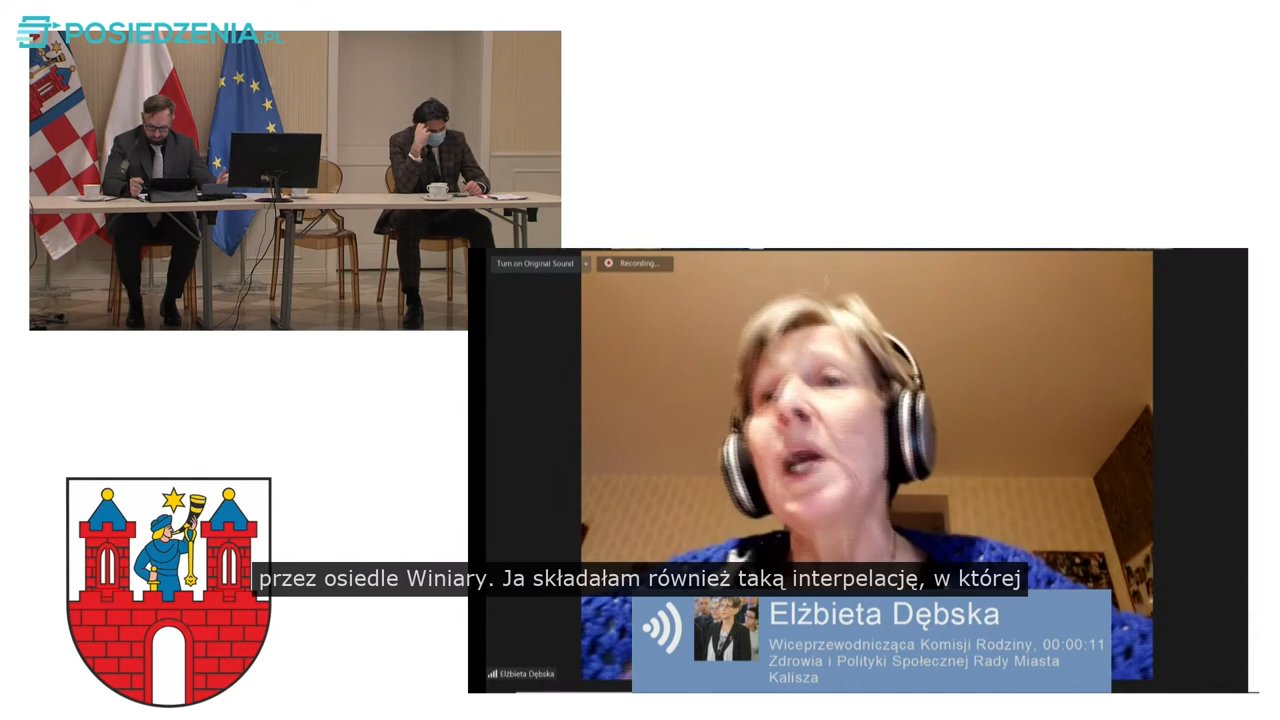 POSIEDZENIA.PL
Turn on Original Sound
Recording...
przez osiedle Winiary. Ja składałam również taką interpelację, w której
Elżbieta Dębska
Wiceprzewodnicząca Komisji Rodziny, 00:00:11
Zdrowia i Polityki Społecznej Rady Miasta
Kalisza
Elżbieta Dębska